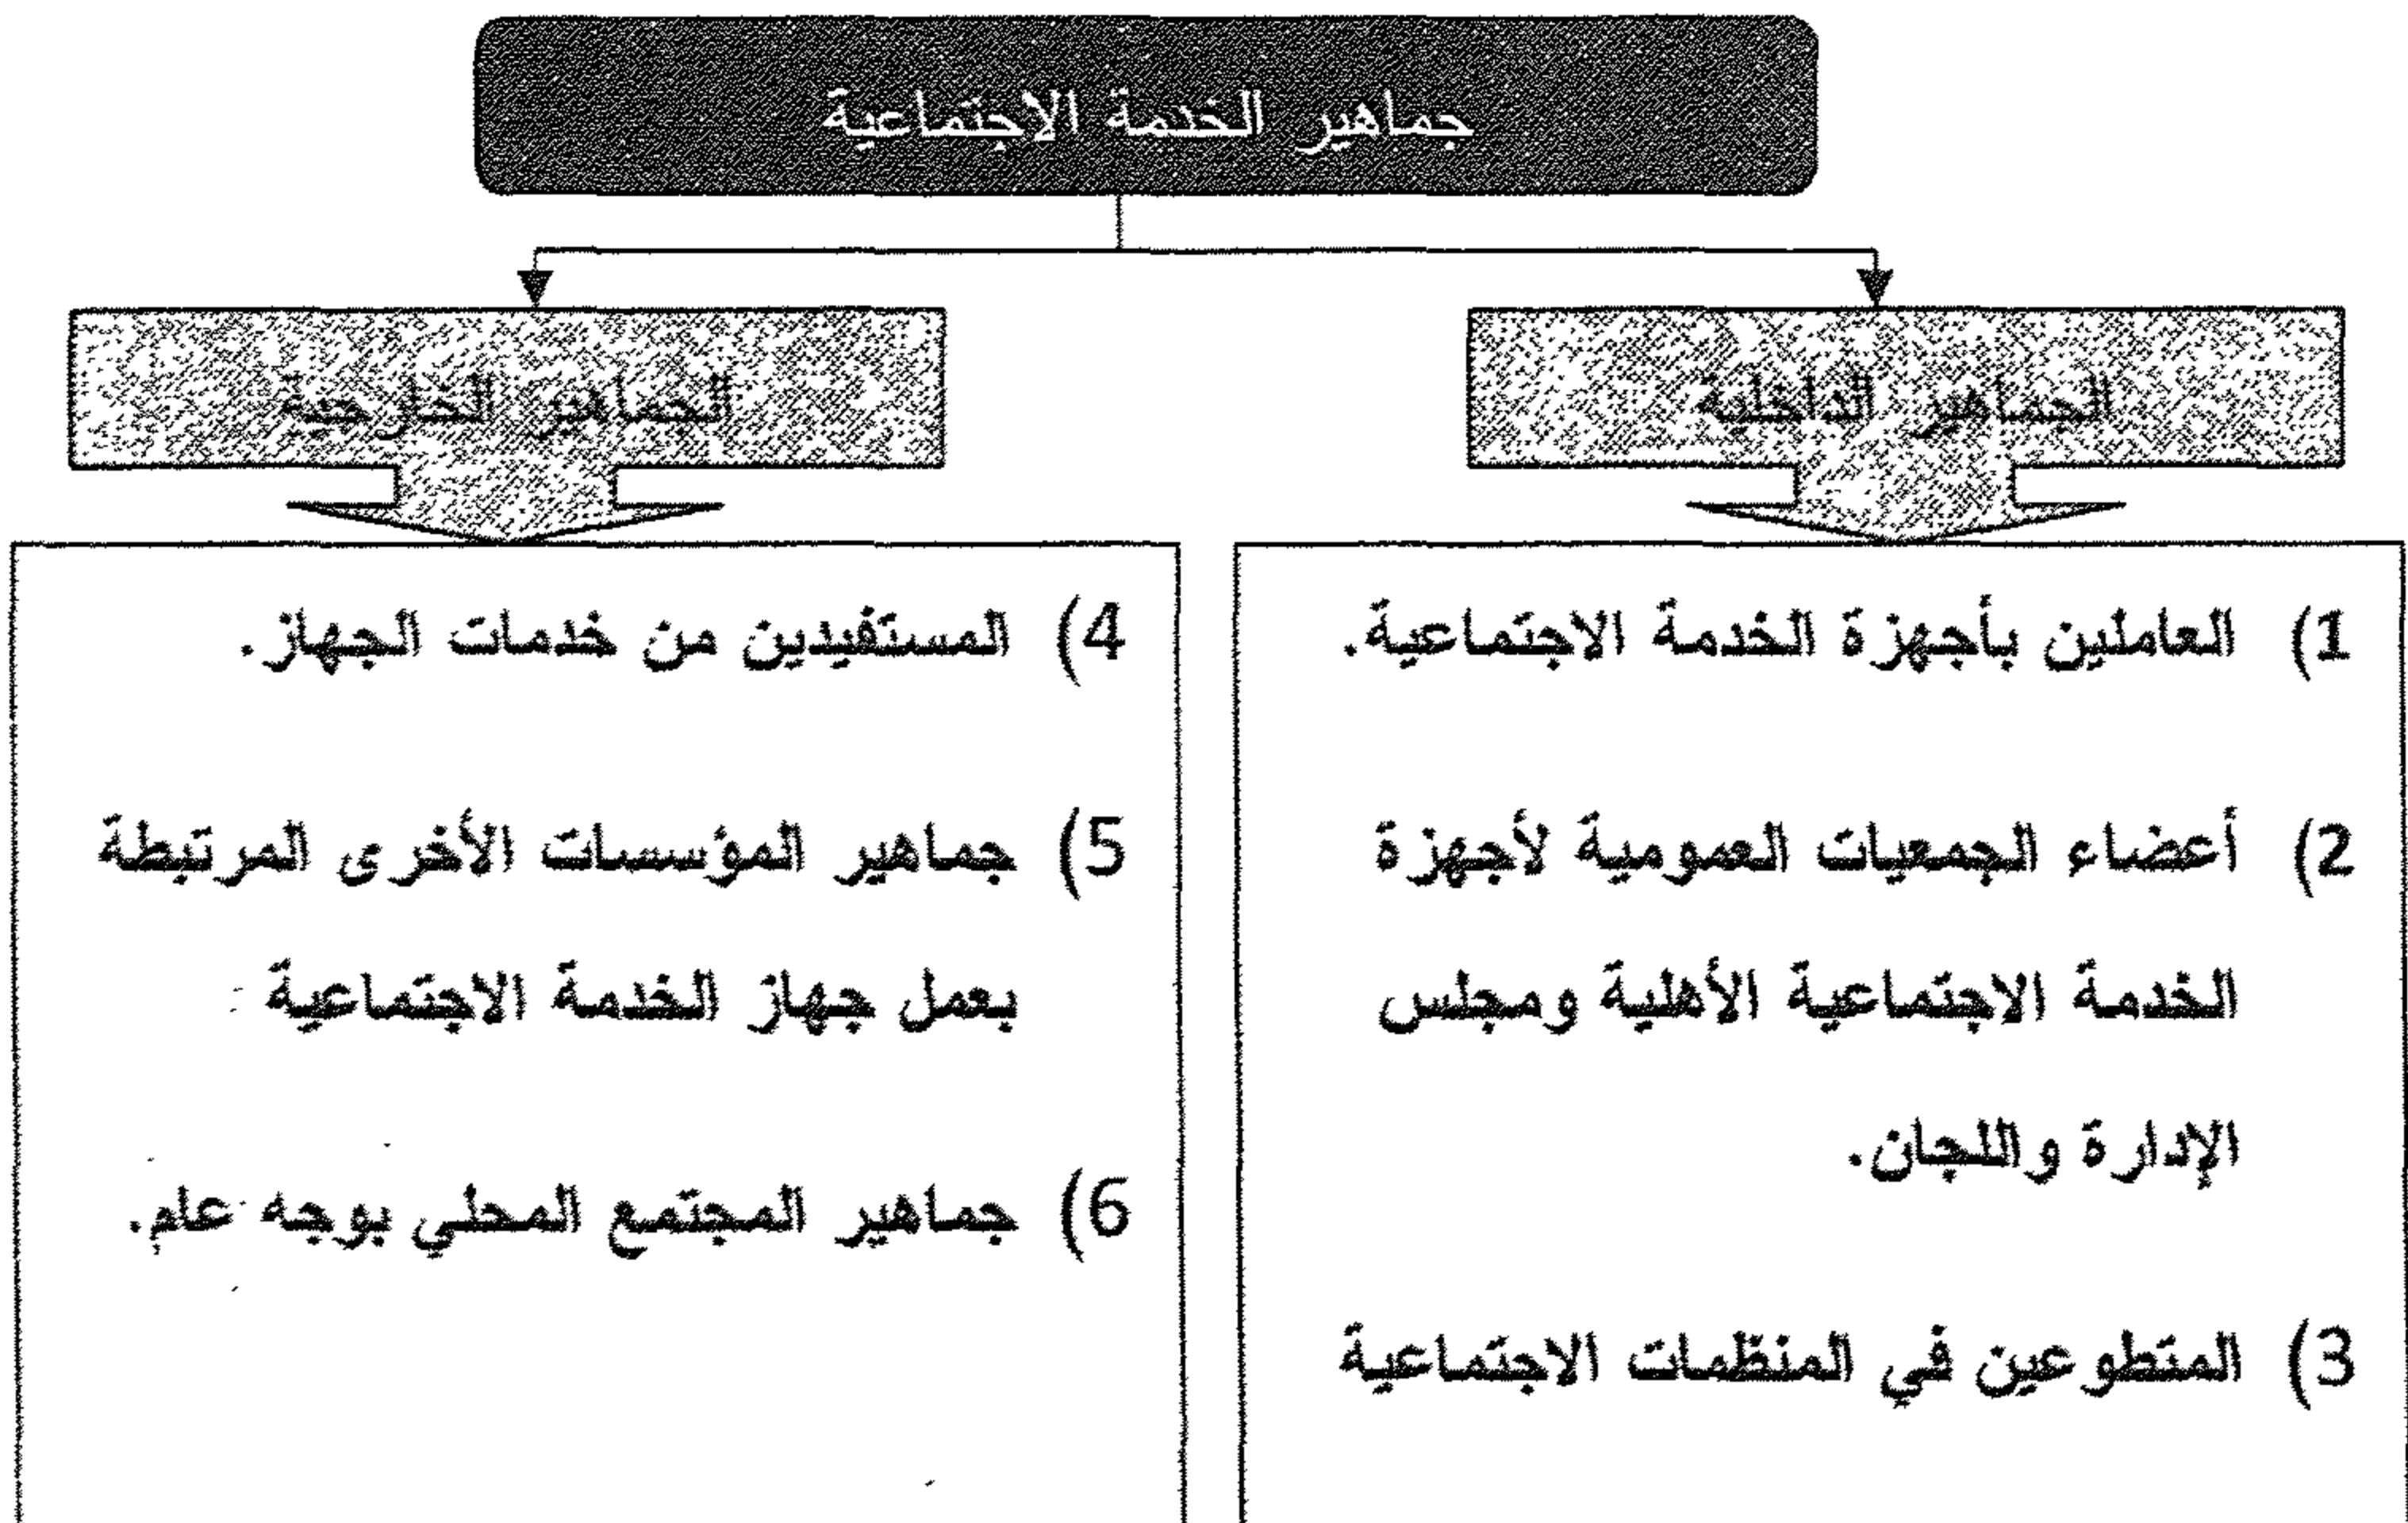 جماهير الخدمة الاجتماعية
الجماهير الداخلية
1) العاملين بأجهزة الخدمة الاجتماعية.
2) أعضاء الجمعيات العمومية لأجهزة
الخدمة الاجتماعية الأهلية ومجلس
الإدارة واللجان.
3) المتطوعين في المنظمات الاجتماعية
الجماهير الخارجية
4) المستفيدين من خدمات الجهاز.
5) جماهير المؤسسات الأخرى المرتبطة
بعمل جهاز الخدمة الاجتماعية
6) جماهير المجتمع المحلي بوجه عام.